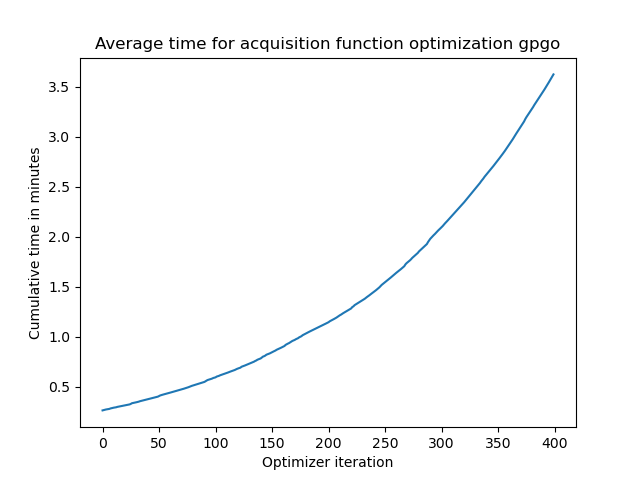 Average time for acquisition function optimization gpgo
3.5
3.0
2.5
2.0
1.5
1.0
0.5
Cumulative time in minutes
0 50 100 150 200 250 300 350 400
Optimizer iteration